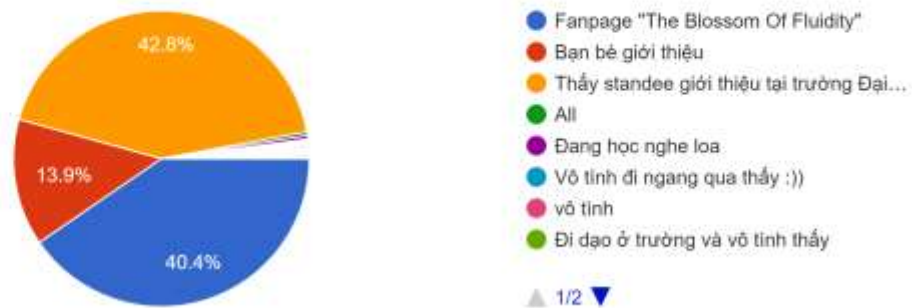 42.8%
13.9%
40.4%
Fanpage "The Blossom Of Fluidity"
Bạn bè giới thiệu
Thấy standee giới thiệu tại trường Đại...
All
Đang học nghe loa
Vô tình đi ngang qua thấy :))
vô tình
Đi dạo ở trường và vô tình thấy
1/2